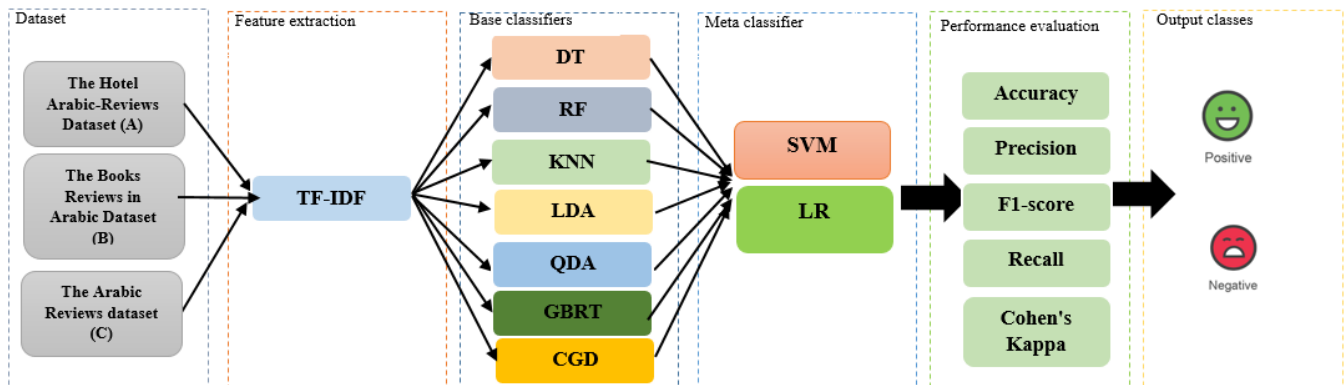 Dataset
The Hotel
Arabic-Reviews
Dataset (A)
The Books
Reviews in
Arabic Dataset
(B)
The Arabic
Reviews dataset
(C)
Feature extraction
TF-IDF
Base classifiers
DT
RF
KNN
LDA
QDA
GBRT
CGD
Meta classifier
SVM
LR
Performance evaluation
Accuracy
Precision
F1-score
Recall
Cohen's
Kappa
Output classes
Positive
Negative